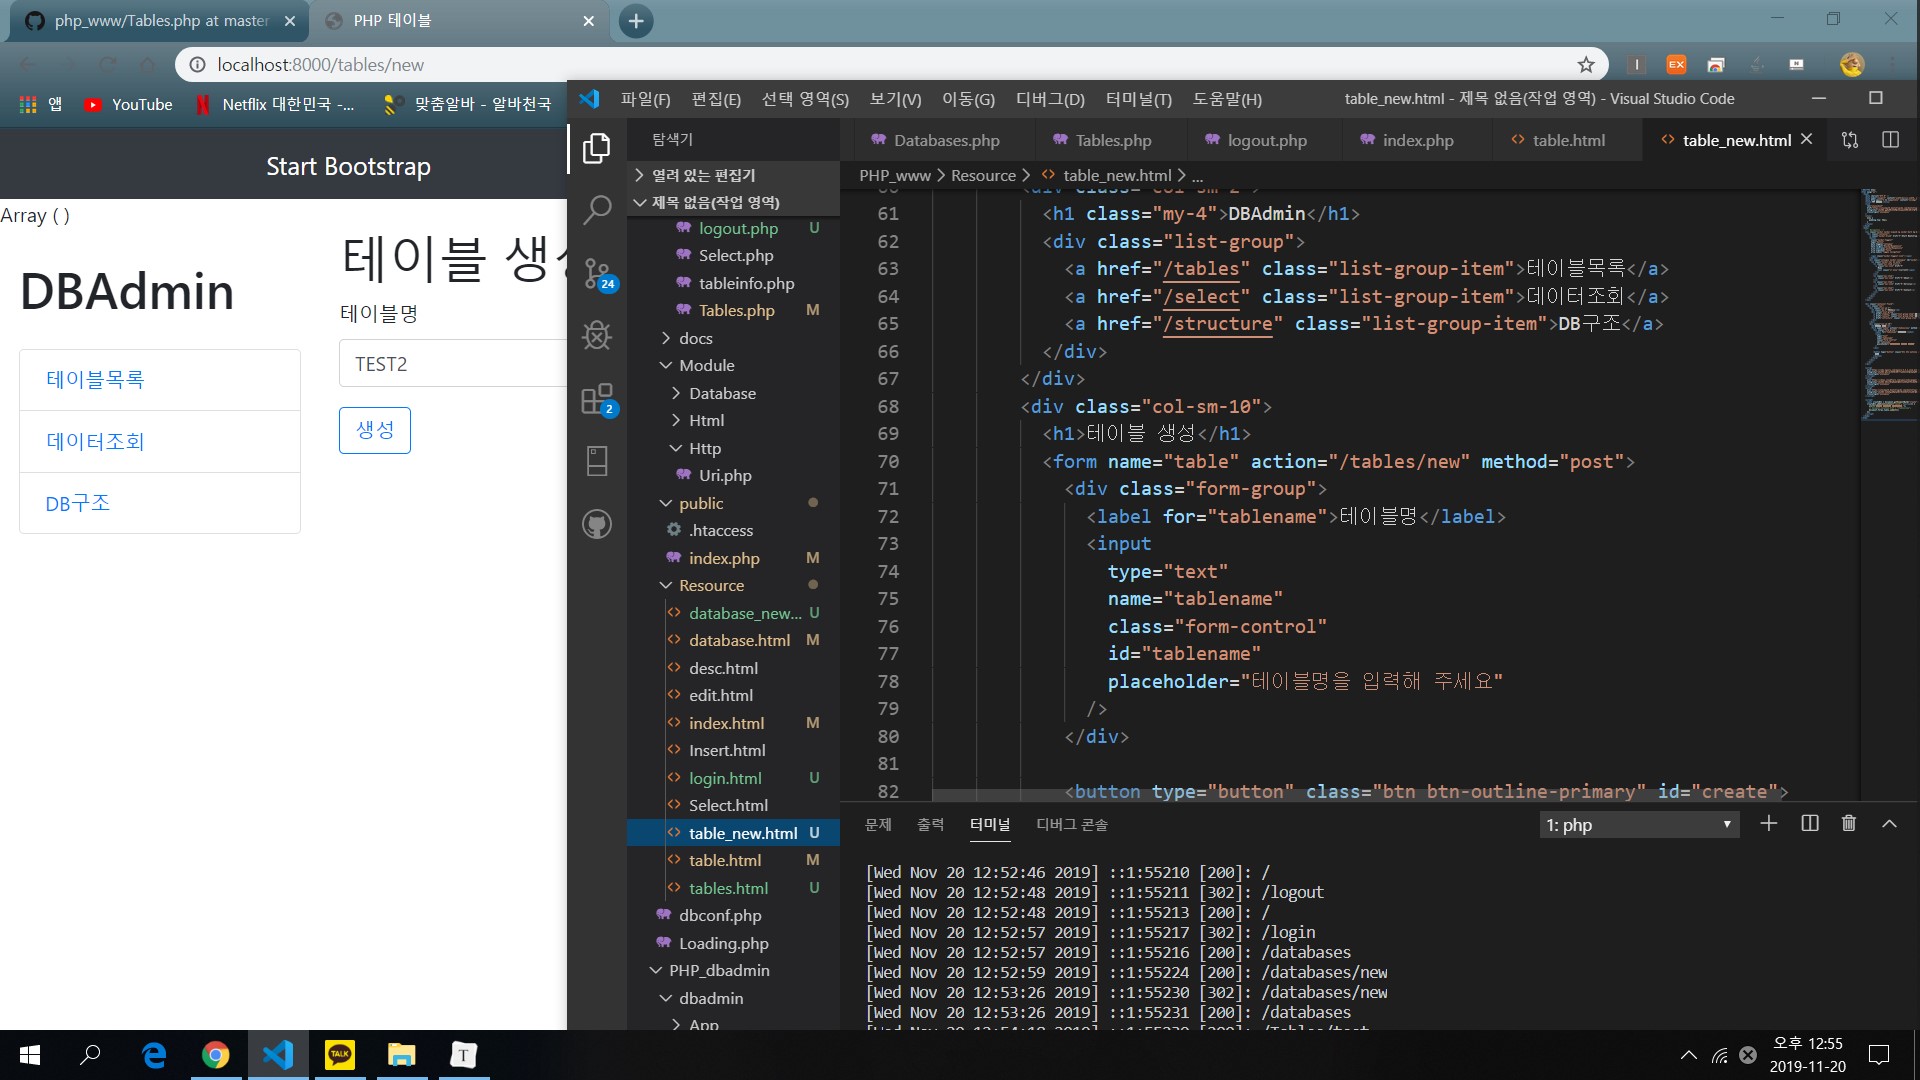 php_www/Tables.php at master
PHP 테이블
localhost:8000/tables/new
앱
YouTube
Netflix 대한민국 -...
맞춤알바 - 알바천국
Start Bootstrap
Array ( )
DBAdmin
테이블목록
데이터조회
DB구조
테이블 생성
테이블명
TEST2
생성
파일(F) 편집(E) 선택 영역(S) 보기(V) 이동(G) 디버그(D) 터미널(T) 도움말(H)
table_new.html - 제목 없음(작업 영역) - Visual Studio Code
탐색기
열려 있는 편집기
제목 없음(작업 영역)
logout.php U
Select.php
tableinfo.php
Tables.php M
docs
Module
Database
Html
Http
Uri.php
public
.htaccess
index.php M
Resource
database_new... U
database.html M
desc.html
edit.html
index.html M
Insert.html
login.html U
Select.html
table_new.html U
table.html M
tables.html U
dbconf.php
Loading.php
PHP_dbadmin
dbadmin
App
24
2
Databases.php
Tables.php
logout.php
index.php
table.html
table_new.html
PHP_www > Resource > table_new.html > ...
60 <div class="col-sm-2">
61 <h1 class="my-4">DBAdmin</h1>
62 <div class="list-group">
63 <a href="/tables" class="list-group-item">테이블목록</a>
64 <a href="/select" class="list-group-item">데이터조회</a>
65 <a href="/structure" class="list-group-item">DB구조</a>
66 </div>
67 </div>
68 <div class="col-sm-10">
69 <h1>테이블 생성</h1>
70 <form name="table" action="/tables/new" method="post">
71 <div class="form-group">
72 <label for="tablename">테이블명</label>
73 <input
74 type="text"
75 name="tablename"
76 class="form-control"
77 id="tablename"
78 placeholder="테이블명을 입력해 주세요"
79 />
80 </div>
81
82 <button type="button" class="btn btn-outline-primary" id="create">
문제 출력 터미널 디버그 콘솔
1: php
[Wed Nov 20 12:52:46 2019] ::1:55210 [200]: /
[Wed Nov 20 12:52:48 2019] ::1:55211 [302]: /logout
[Wed Nov 20 12:52:48 2019] ::1:55213 [200]: /
[Wed Nov 20 12:52:57 2019] ::1:55217 [302]: /login
[Wed Nov 20 12:52:57 2019] ::1:55216 [200]: /databases
[Wed Nov 20 12:52:59 2019] ::1:55224 [200]: /databases/new
[Wed Nov 20 12:53:26 2019] ::1:55230 [302]: /databases/new
[Wed Nov 20 12:53:26 2019] ::1:55231 [200]: /databases
TALK
T
오후 12:55
2019-11-20